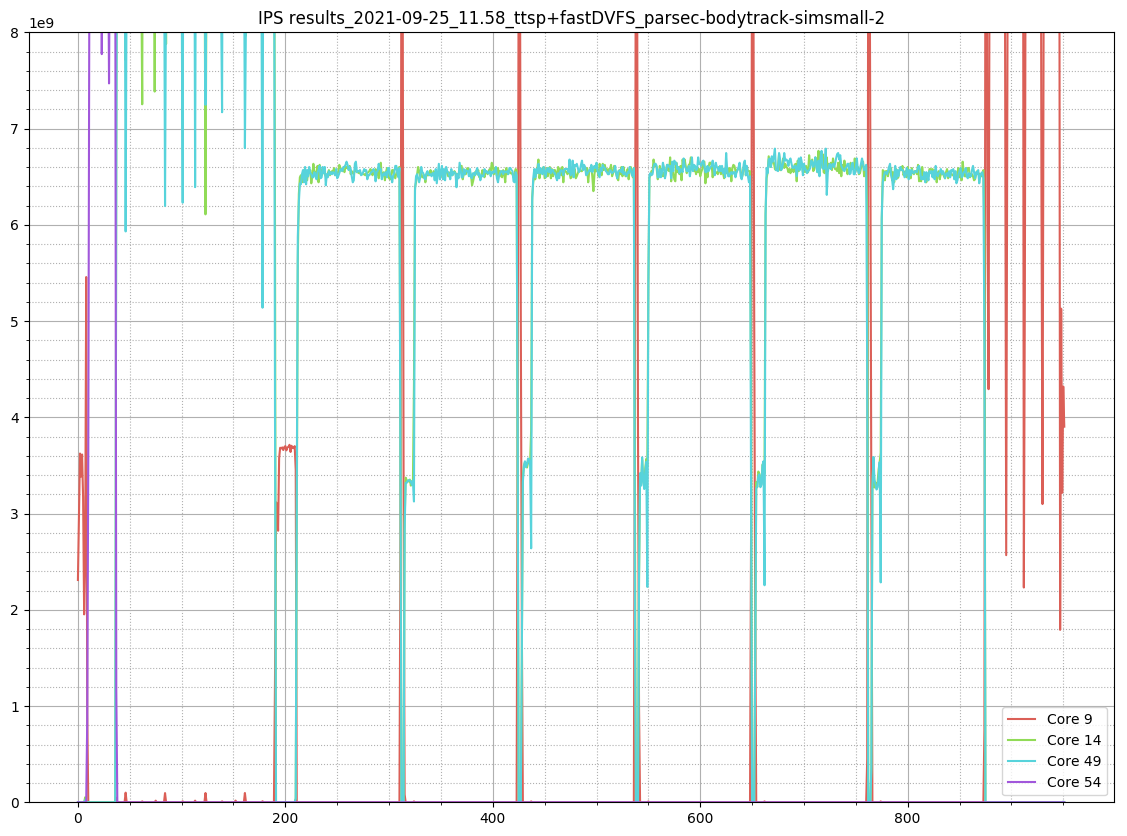 IPS results_2021-09-25_11.58_ttsp+fastDVFS_parsec-bodytrack-simsmall-2
1e9
8
7
6
5
4
3
2
1
0
0 200 400 600 800
Core 9
Core 14
Core 49
Core 54